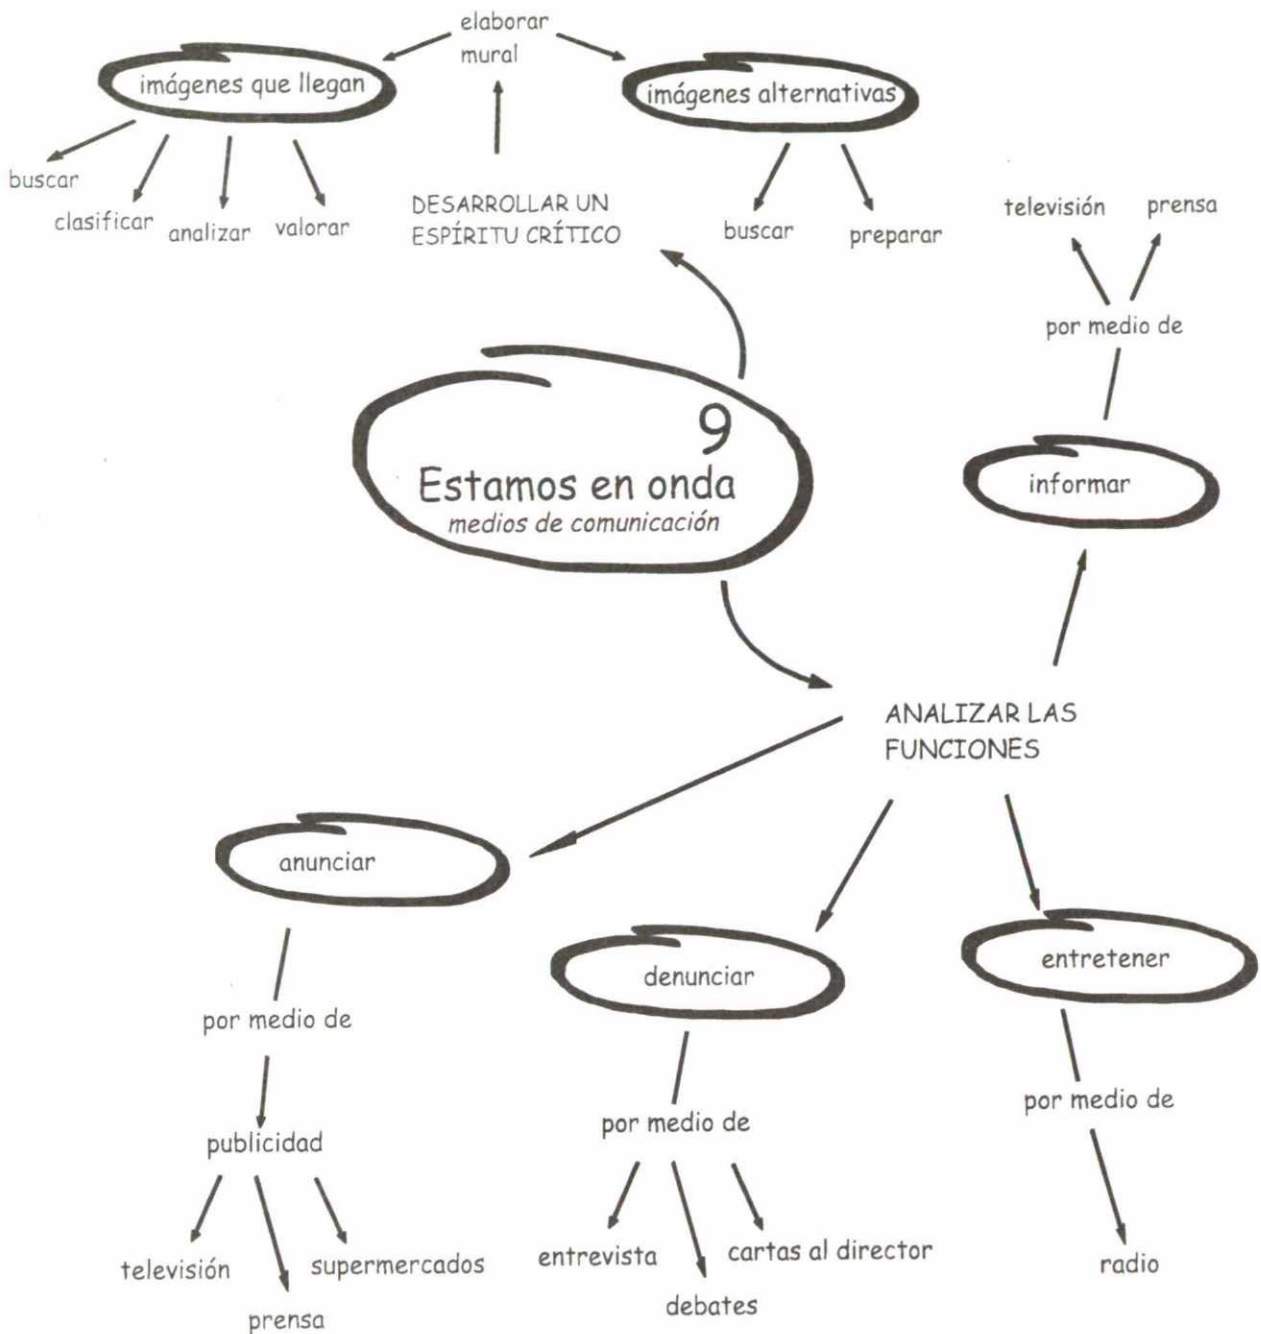 elaborar
mural
imágenes que llegan
imágenes alternativas
buscar
clasificar
analizar
valorar
DESARROLLAR UN
ESPÍRITU CRÍTICO
buscar
preparar
televisión
prensa
por medio de
9
Estamos en onda
medios de comunicación
informar
ANALIZAR LAS
FUNCIONES
anunciar
denunciar
entretener
por medio de
por medio de
por medio de
publicidad
televisión
prensa
supermercados
entrevista
debates
cartas al director
radio